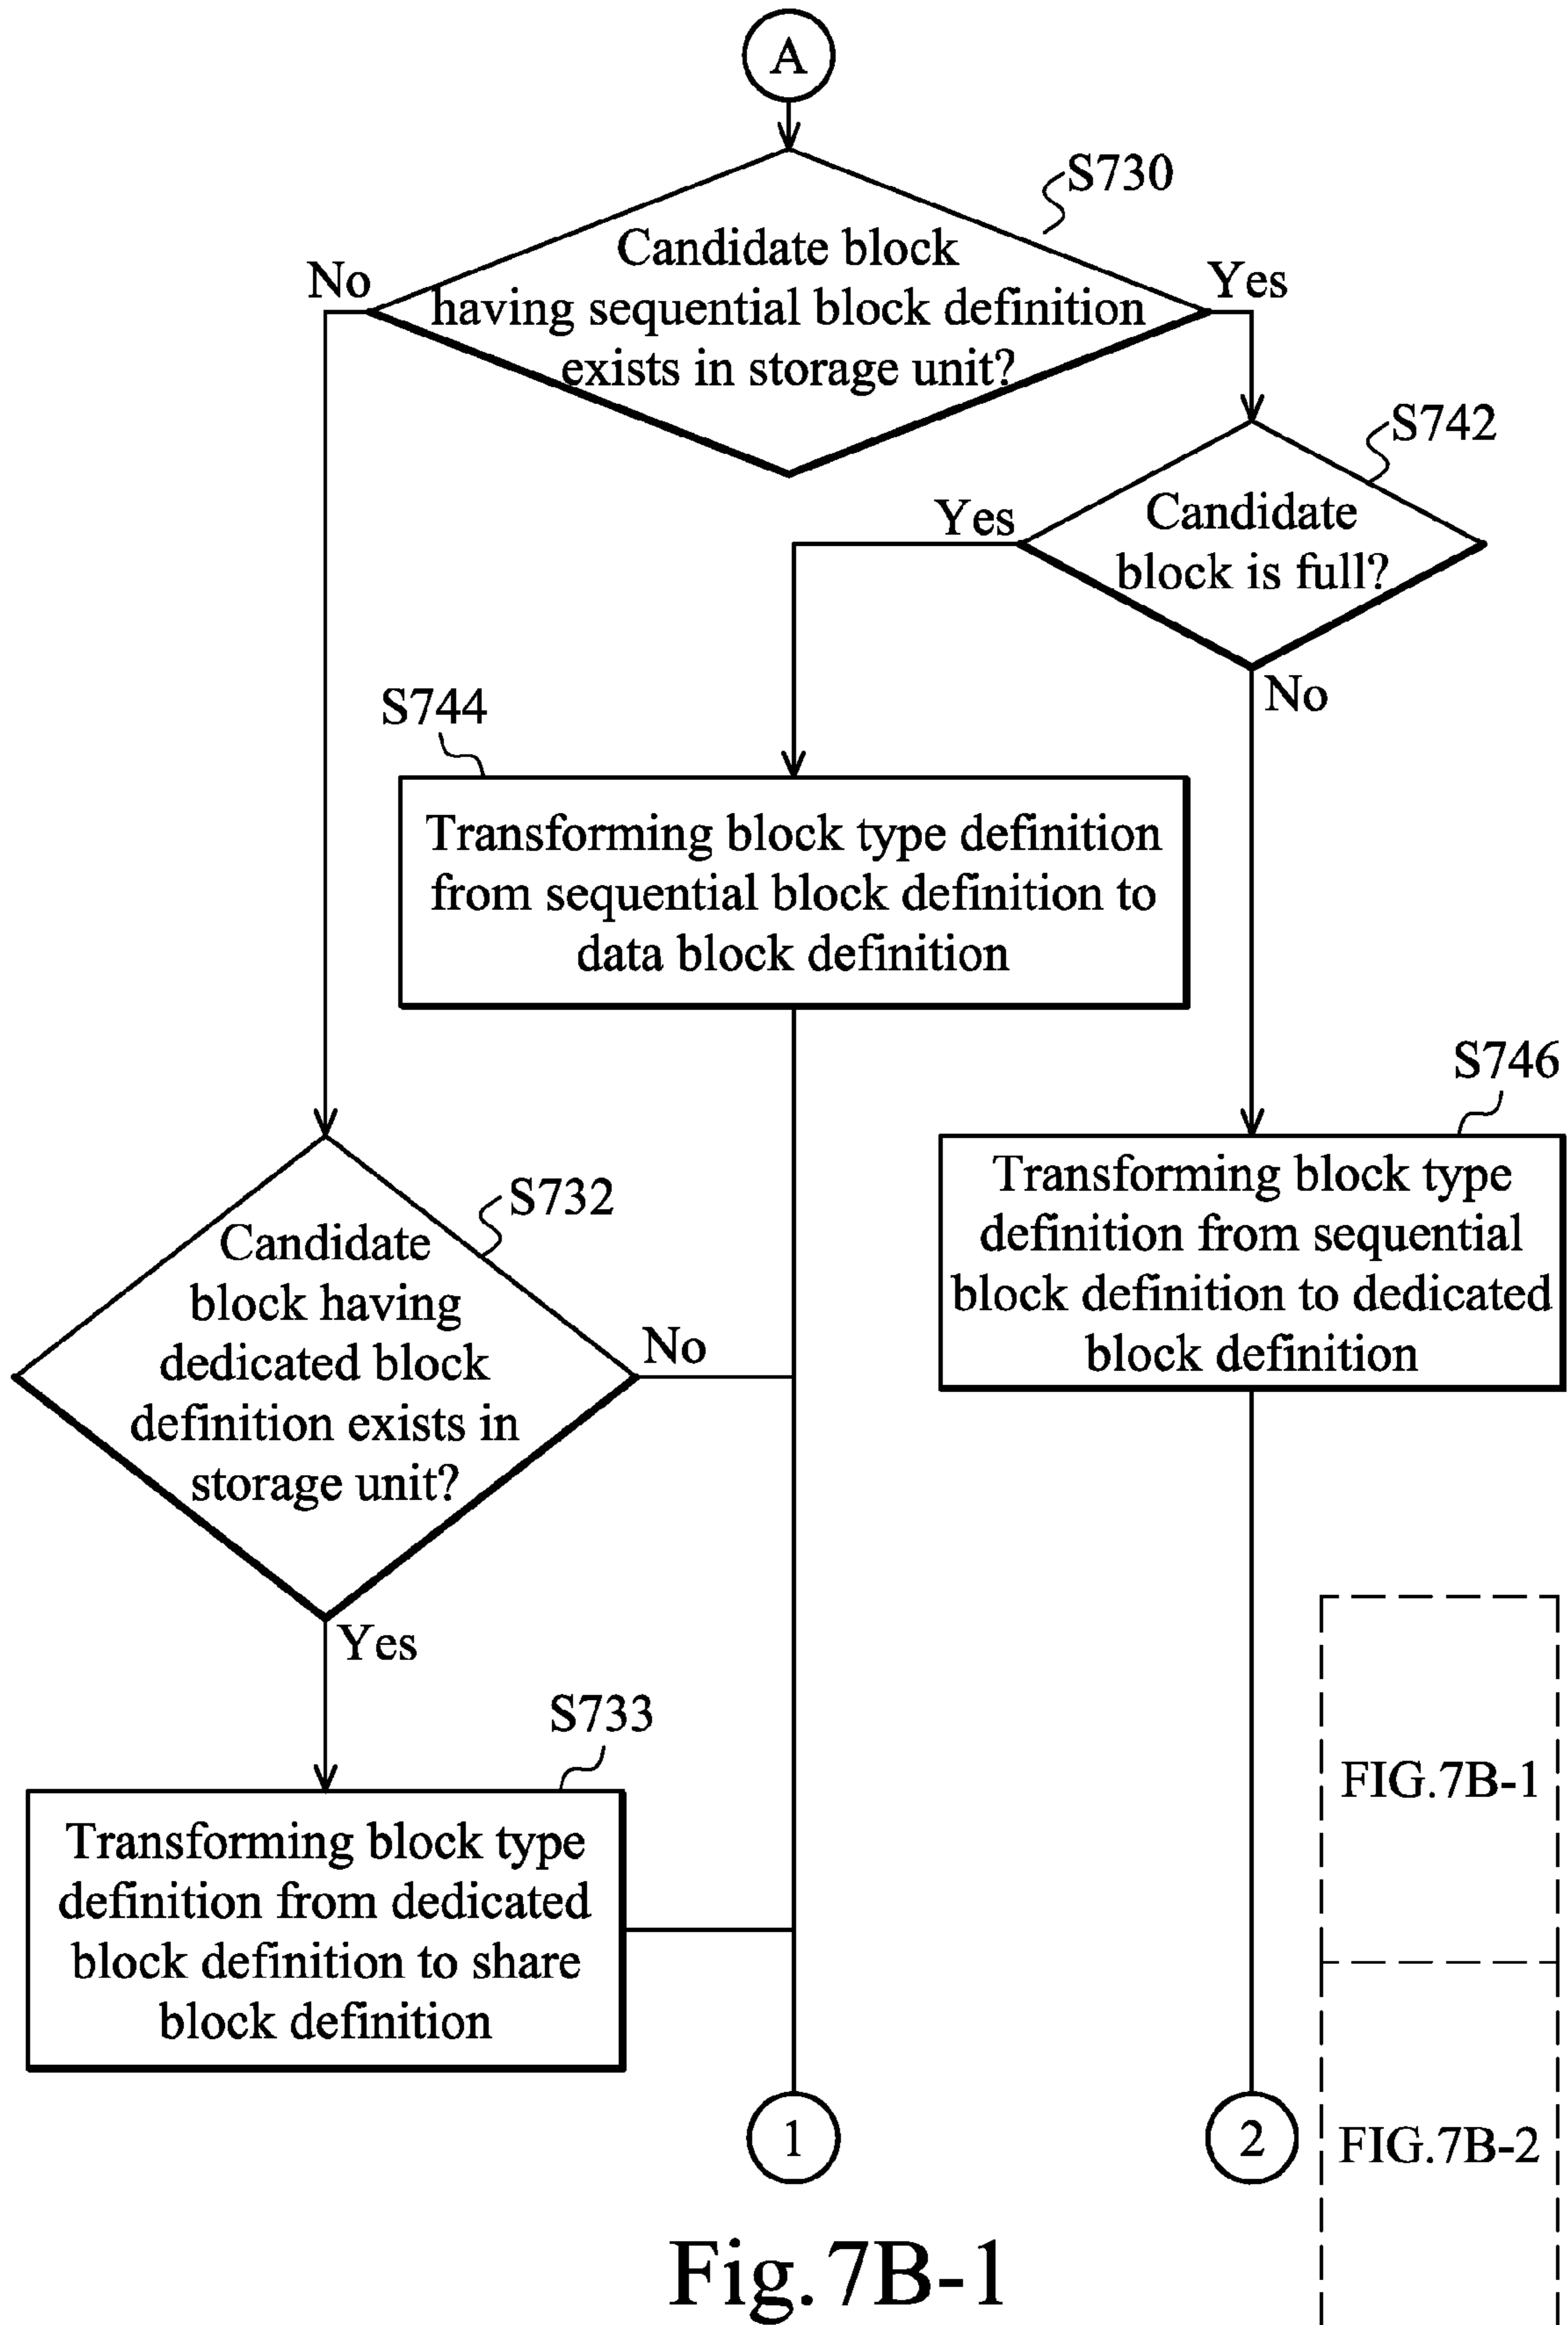 A
S730
Candidate block
having sequential block definition
exists in storage unit?
No
Yes
S742
Candidate
block is full?
Yes
No
S744
Transforming block type definition
from sequential block definition to
data block definition
S746
Transforming block type
definition from sequential
block definition to dedicated
block definition
S732
Candidate
block having
dedicated block
definition exists in
storage unit?
No
Yes
S733
Transforming block type
definition from dedicated
block definition to share
block definition
1
2
FIG.7B-1
FIG.7B-2
Fig.7B-1